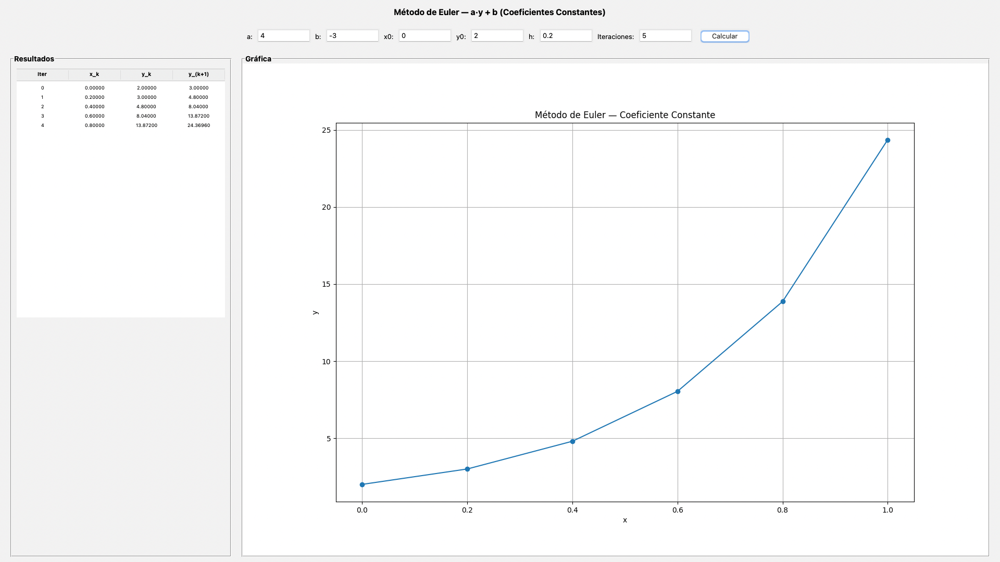 Método de Euler — a·y + b (Coeficientes Constantes)
a: 4 b: -3 x0: 0 y0: 2 h: 0.2 Iteraciones: 5 Calcular
Resultados
Iter x_k y_k y_(k+1)
0 0.00000 2.00000 3.00000
1 0.20000 3.00000 4.80000
2 0.40000 4.80000 8.04000
3 0.60000 8.04000 13.87200
4 0.80000 13.87200 24.36960
Gráfica
Método de Euler — Coeficiente Constante
25
20
15
10
5
y
0.0 0.2 0.4 0.6 0.8 1.0
x